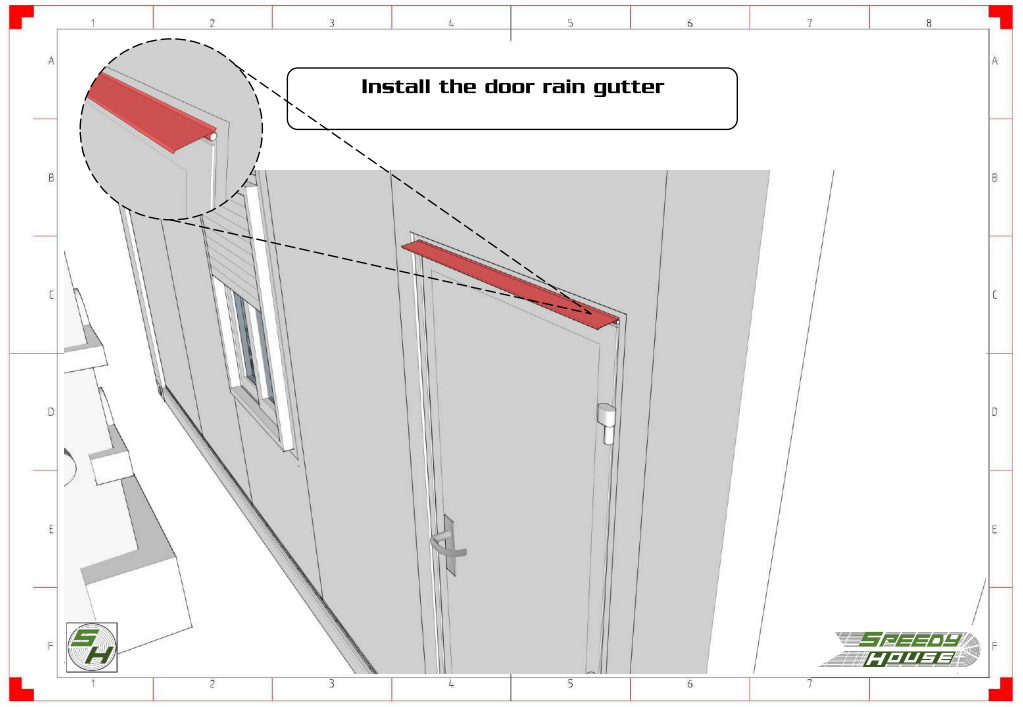 1 2 3 4 5 6 7 8
Install the door rain gutter
A A
B B
C C
D D
E E
F F
SH
SPEEDY
HOUSE
1 2 3 4 5 6 7